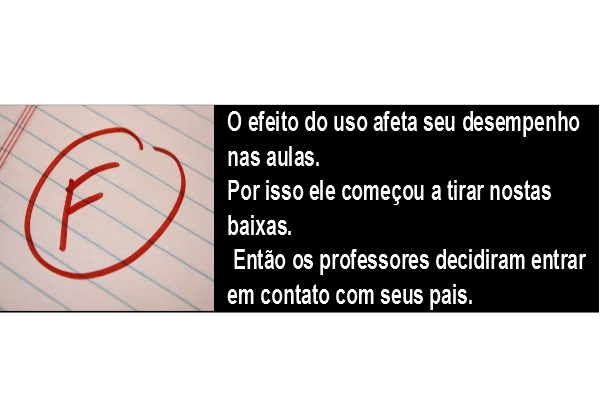 F
O efeito do uso afeta seu desempenho
nas aulas.
Por isso ele começou a tirar nostas
baixas.
Então os professores decidiram entrar
em contato com seus pais.